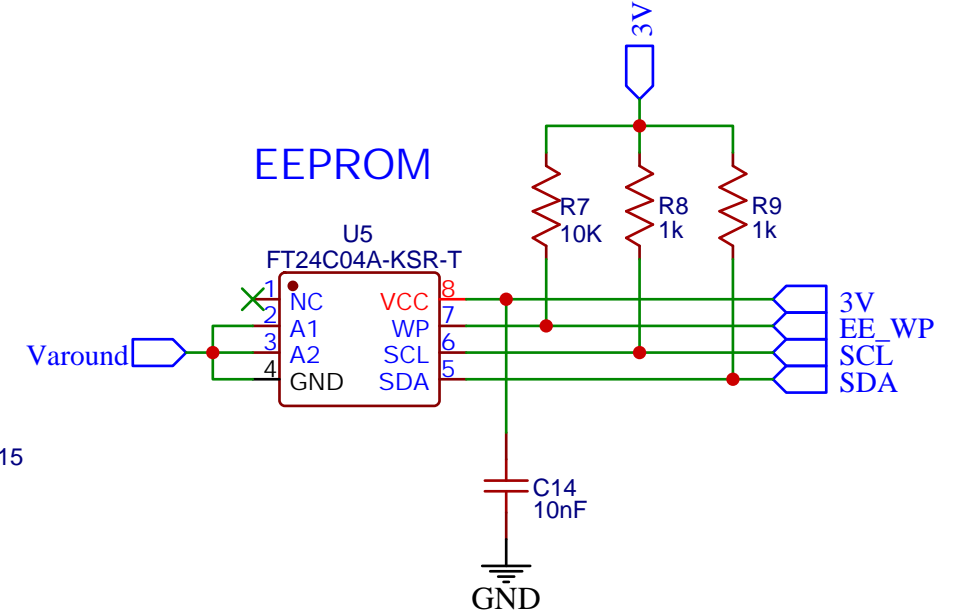 3V
EEPROM
R7
10K
R8
1k
R9
1k
U5
FT24C04A-KSR-T
1
NC
VCC
8
3V
2
A1
WP
7
EE_WP
Varound
3
A2
SCL
6
SCL
4
GND
SDA
5
SDA
15
C14
10nF
GND